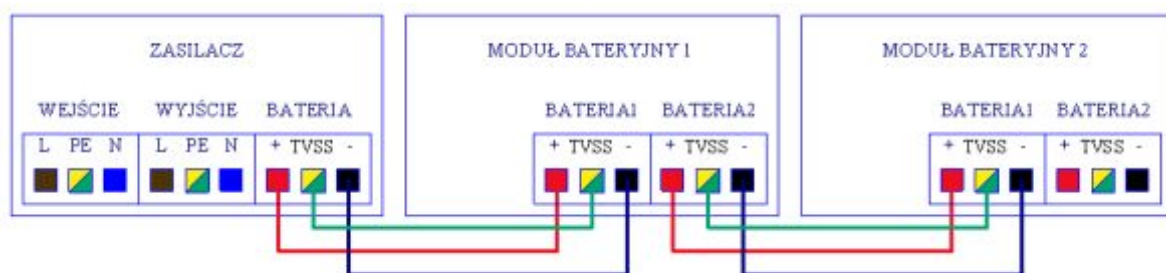 ZASILACZ MODUŁ BATERYJNY 1 MODUŁ BATERYJNY 2
WEJŚCIE WYJŚCIE BATERIA BATERIA1 BATERIA2 BATERIA1 BATERIA2
L PE N L PE N + TVSS - + TVSS - + TVSS - + TVSS - + TVSS -